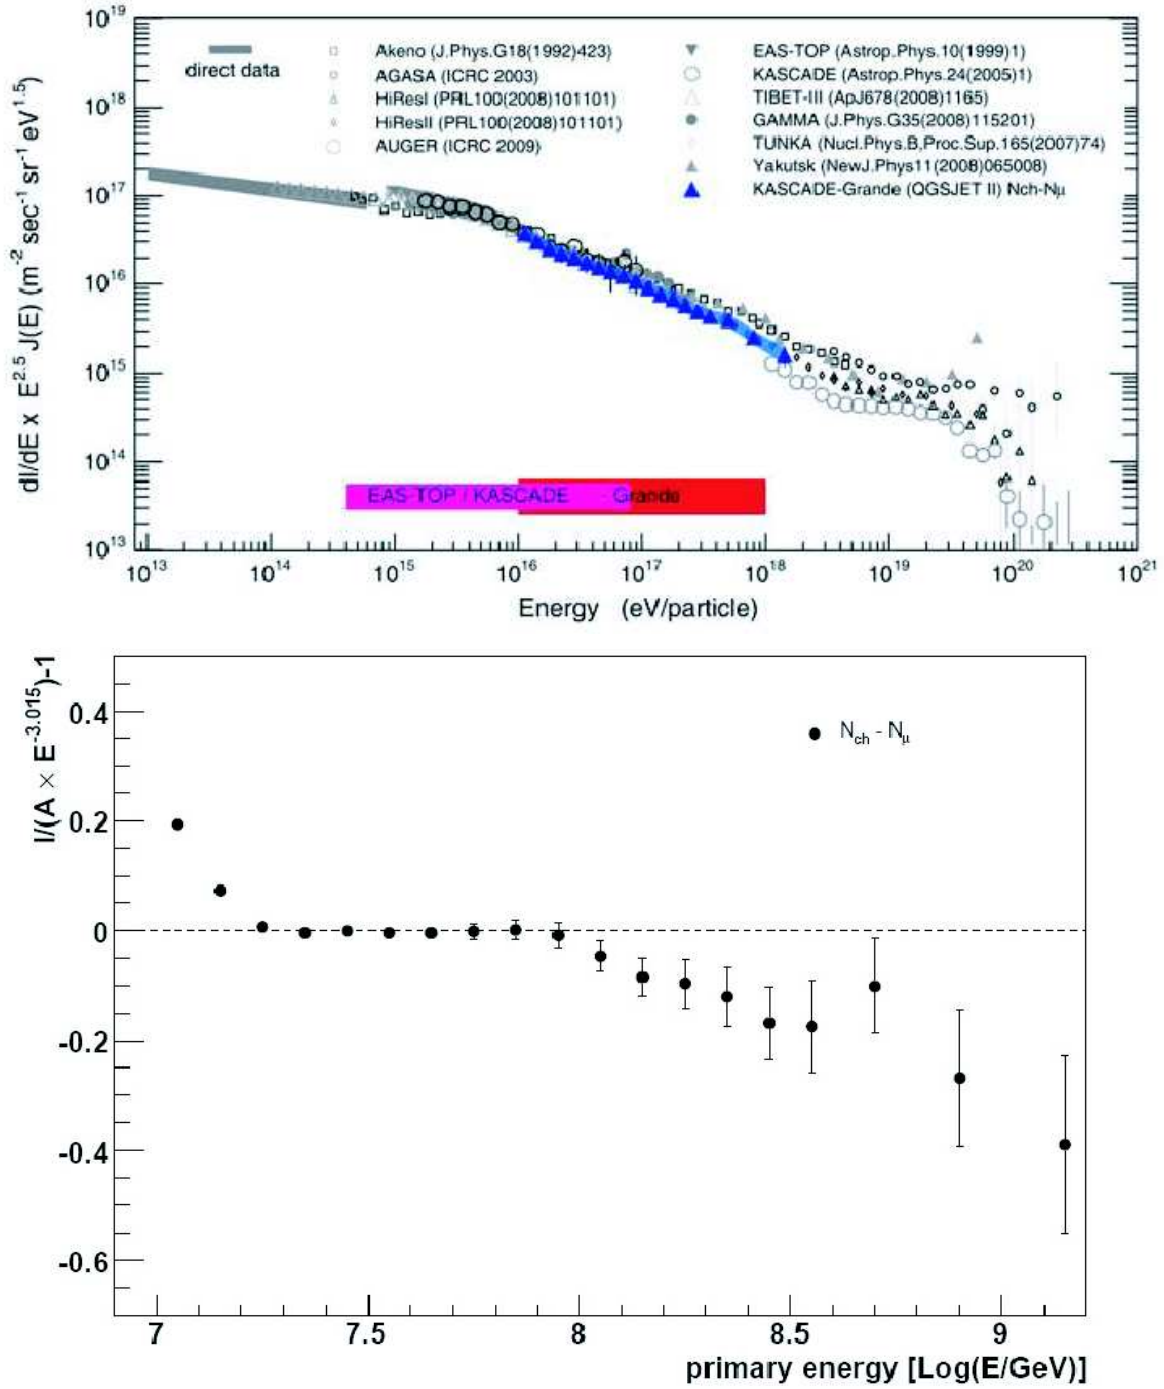 10^19
10^18
10^17
10^16
10^15
10^14
10^13
dI/dE x E^2.5 J(E) (m^-2 sec^-1 sr^-1 eV^1.5)
direct data
Akeno (J.Phys.G18(1992)423)
AGASA (ICRC 2003)
HiResI (PRL100(2008)101101)
HiResII (PRL100(2008)101101)
AUGER (ICRC 2009)
EAS-TOP (Astrop.Phys.10(1999)1)
KASCADE (Astrop.Phys.24(2005)1)
TIBET-III (ApJ678(2008)1165)
GAMMA (J.Phys.G35(2008)115201)
TUNKA (Nucl.Phys.B,Proc.Sup.165(2007)74)
Yakutsk (NewJ.Phys11(2008)065008)
KASCADE-Grande (QGSJET II) Nch-Nμ
EAS-TOP / KASCADE - Grande
10^13 10^14 10^15 10^16 10^17 10^18 10^19 10^20 10^21
Energy (eV/particle)
I/(A × E^-3.015)-1
0.4
0.2
0
-0.2
-0.4
-0.6
N_ch - N_μ
7 7.5 8 8.5 9
primary energy [Log(E/GeV)]